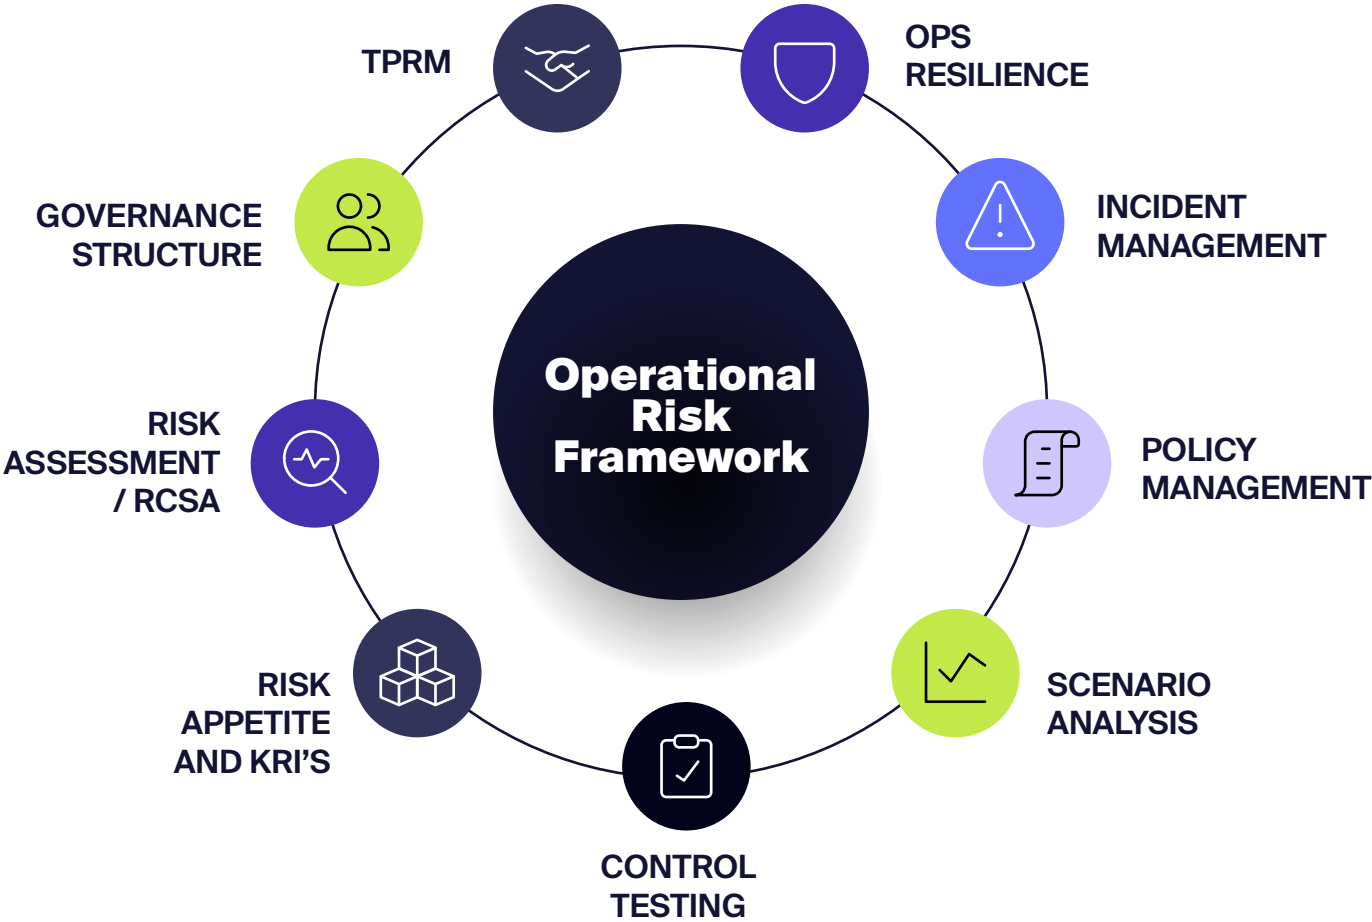 TPRM
OPS
RESILIENCE
GOVERNANCE
STRUCTURE
INCIDENT
MANAGEMENT
Operational
Risk
Framework
RISK
ASSESSMENT
/ RCSA
POLICY
MANAGEMENT
RISK
APPETITE
AND KRI’S
SCENARIO
ANALYSIS
CONTROL
TESTING